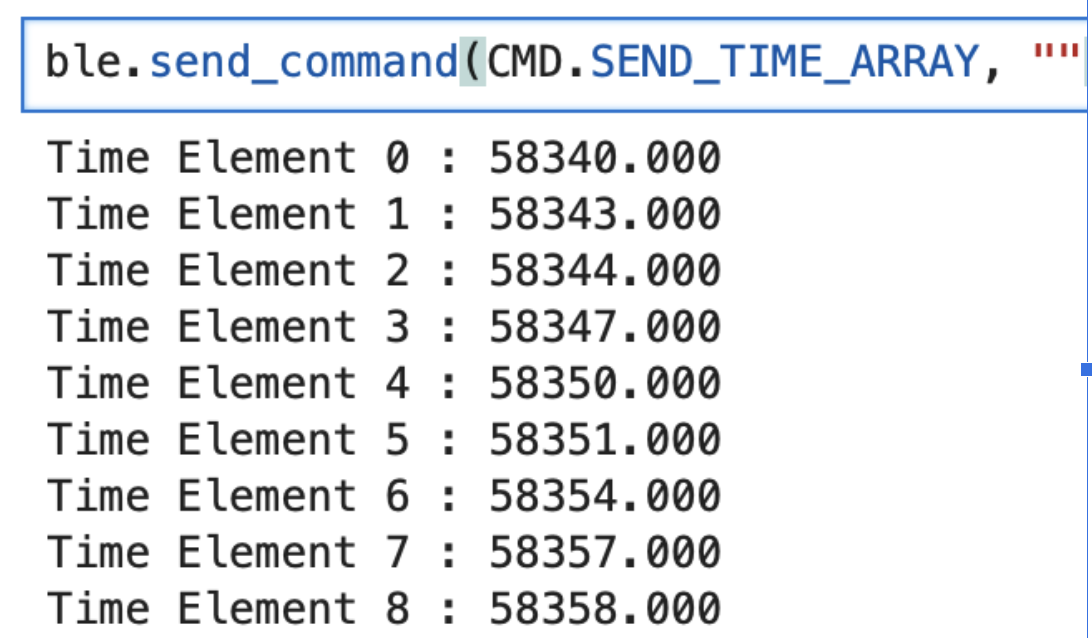 ble.send_command(CMD.SEND_TIME_ARRAY, ""
Time Element 0 : 58340.000
Time Element 1 : 58343.000
Time Element 2 : 58344.000
Time Element 3 : 58347.000
Time Element 4 : 58350.000
Time Element 5 : 58351.000
Time Element 6 : 58354.000
Time Element 7 : 58357.000
Time Element 8 : 58358.000